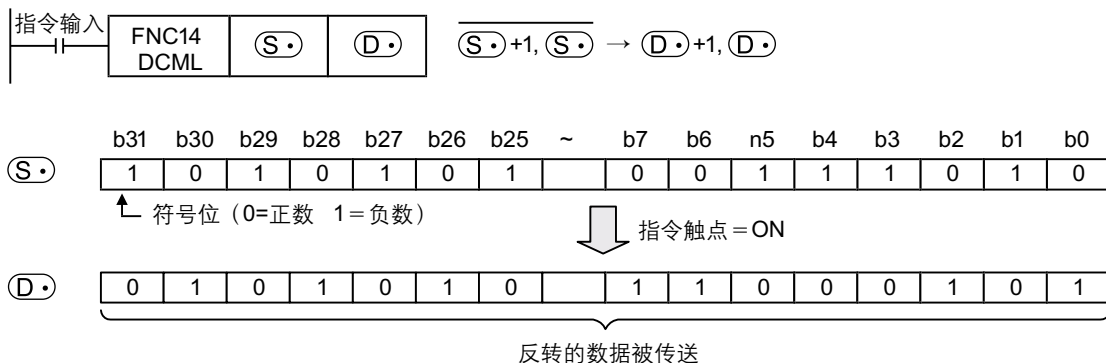 指令输入
FNC14 DCML S· D· S·+1, S· → D·+1, D·
b31 b30 b29 b28 b27 b26 b25 ~ b7 b6 n5 b4 b3 b2 b1 b0
S· 1 0 1 0 1 0 1 0 0 1 1 1 0 1 0
符号位（0=正数 1＝负数）
指令触点＝ON
D· 0 1 0 1 0 1 0 1 1 0 0 0 1 0 1
反转的数据被传送